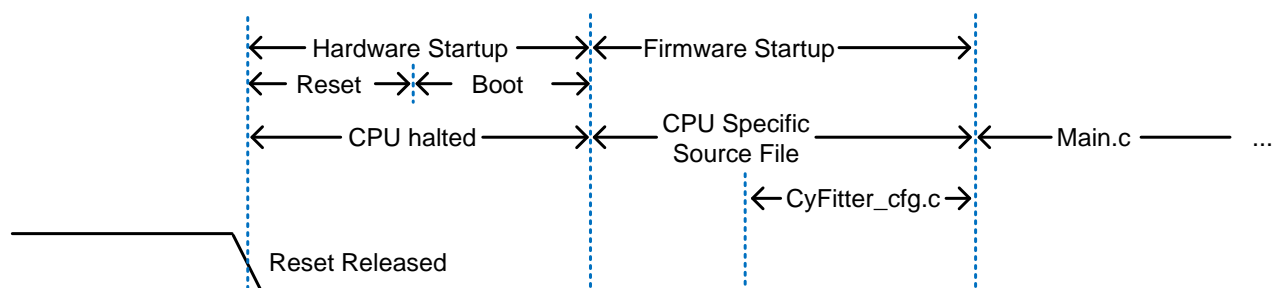 Hardware Startup
Firmware Startup
Reset
Boot
CPU halted
CPU Specific
Source File
Main.c
...
CyFitter_cfg.c
Reset Released